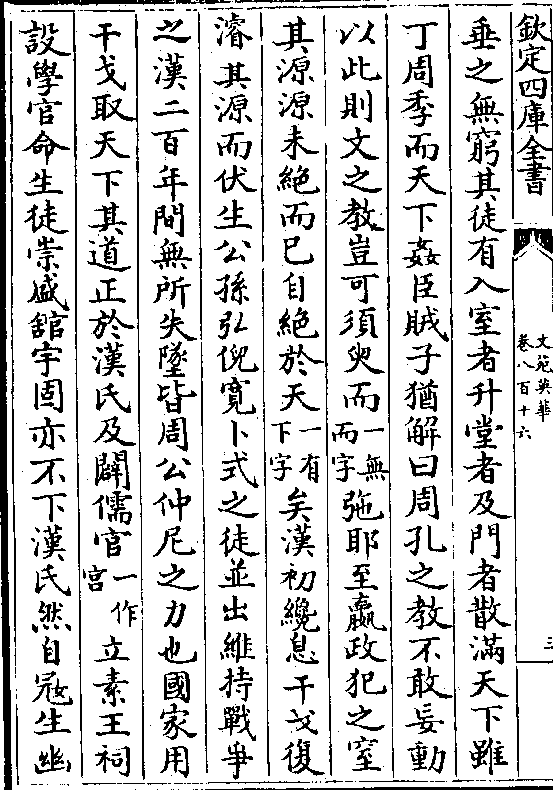 欽定四庫全書
文苑英華
卷八百十六
三
垂之無窮其徒有入室者升堂者及門者散滿天下雖
丁周季而天下姦臣賊子猶解曰周孔之教不敢妄動
以此則文之教豈可須臾而一無而字弛耶至嬴政犯之窒
其源源未絶而已自絶於天一有下字矣漢初纔息干戈復
濬其源而伏生公孫弘倪寛卜式之徒並出維持戰爭
之漢二百年間無所失墜皆周公仲尼之力也國家用
干戈取天下其道正於漢氏及闢儒官一作宫立素王祠
設學官命生徒崇盛舘宇固亦不下漢氏然自冦生幽